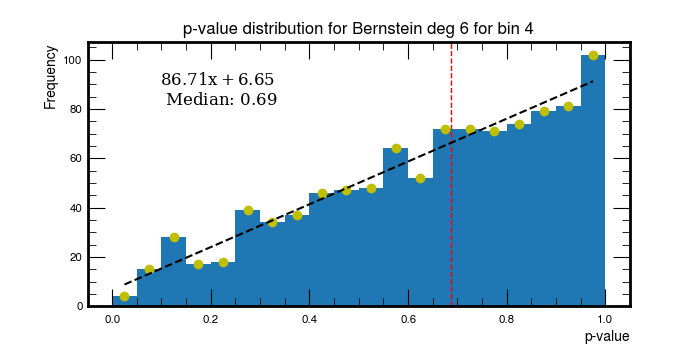 p-value distribution for Bernstein deg 6 for bin 4
Frequency
86.71x + 6.65
Median: 0.69
100
80
60
40
20
0
0.0 0.2 0.4 0.6 0.8 1.0
p-value